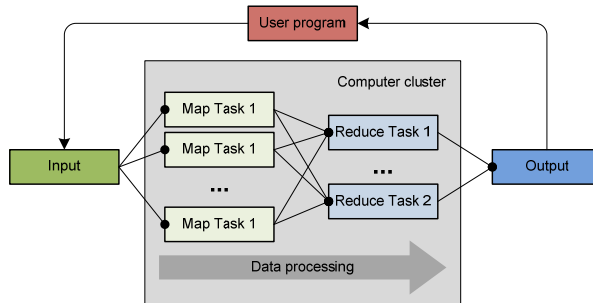 User program
Computer cluster
Map Task 1
Map Task 1
...
Map Task 1
Reduce Task 1
...
Reduce Task 2
Input
Output
Data processing